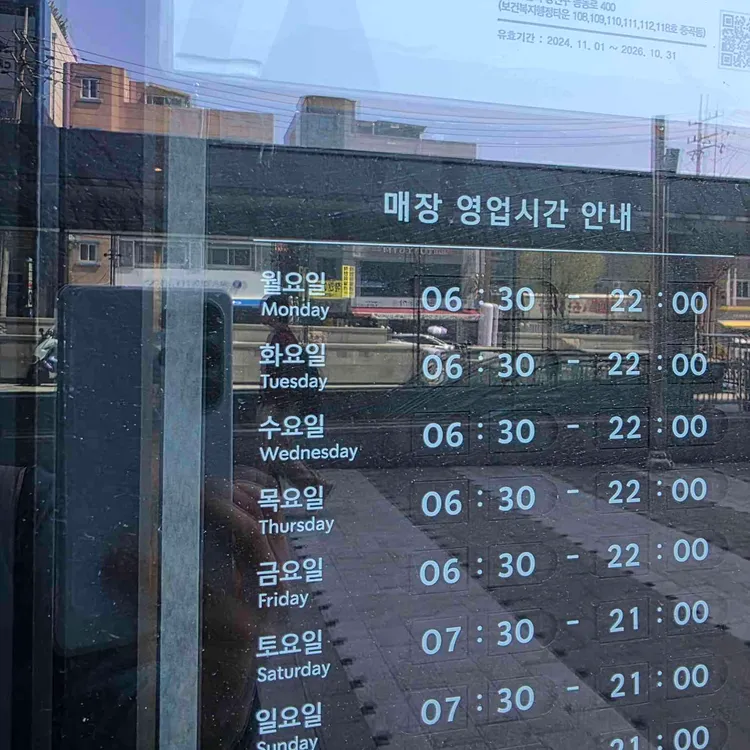 로 400
(보건복지행정타운 108,109,110,111,112,118호
유효기간 : 2024. 11. 01 ~ 2026. 10. 31
매장 영업시간 안내
월요일 06 : 30 22 : 00
Monday
화요일 06 : 30 - 22 : 00
Tuesday
수요일 06 : 30 - 22 : 00
Wednesday
목요일 06 : 30 - 22 : 00
Thursday
금요일 06 : 30 - 22 : 00
Friday
토요일 07 : 30 - 21 : 00
Saturday
일요일 07 : 30 - 21 : 00
Sunday
21 : 00